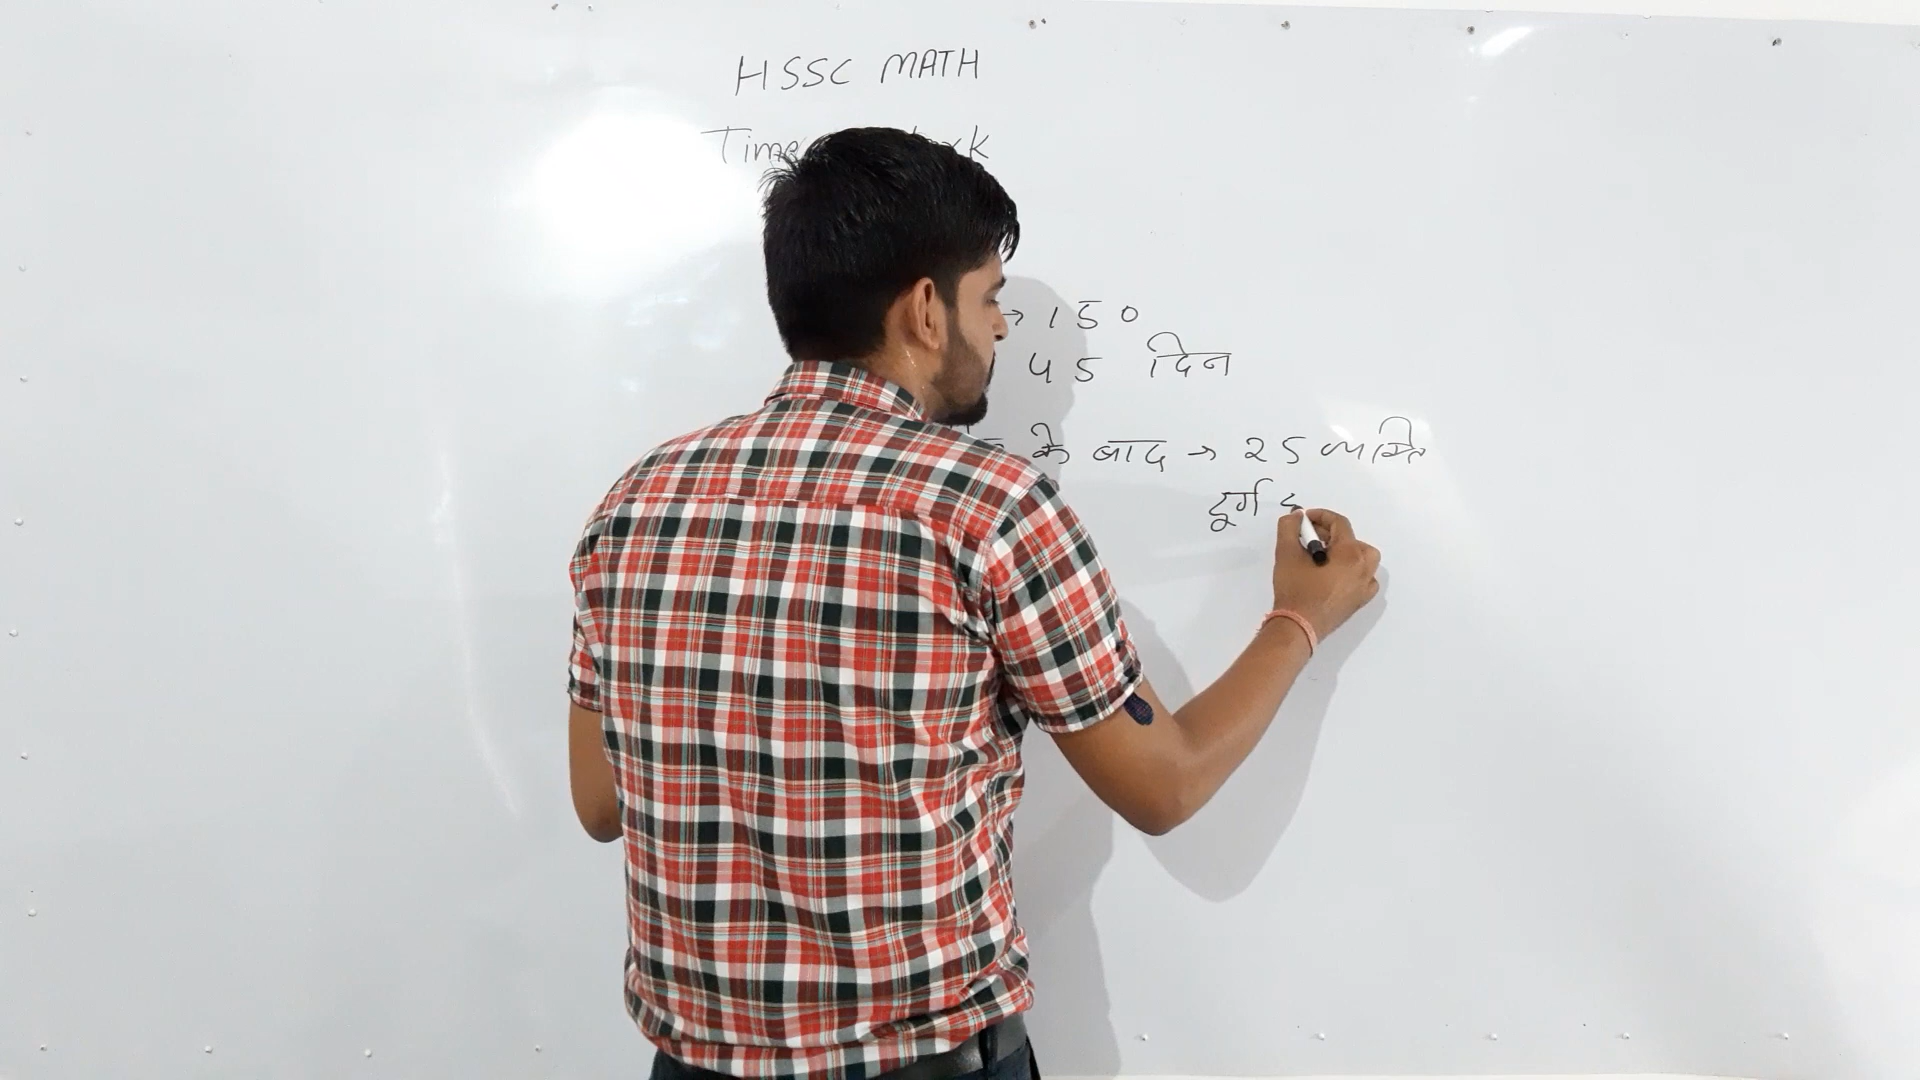 HSSC MATH
Time
→ 150
45 दिन
के बाद → 25 व्यक्ति
दुर्ग